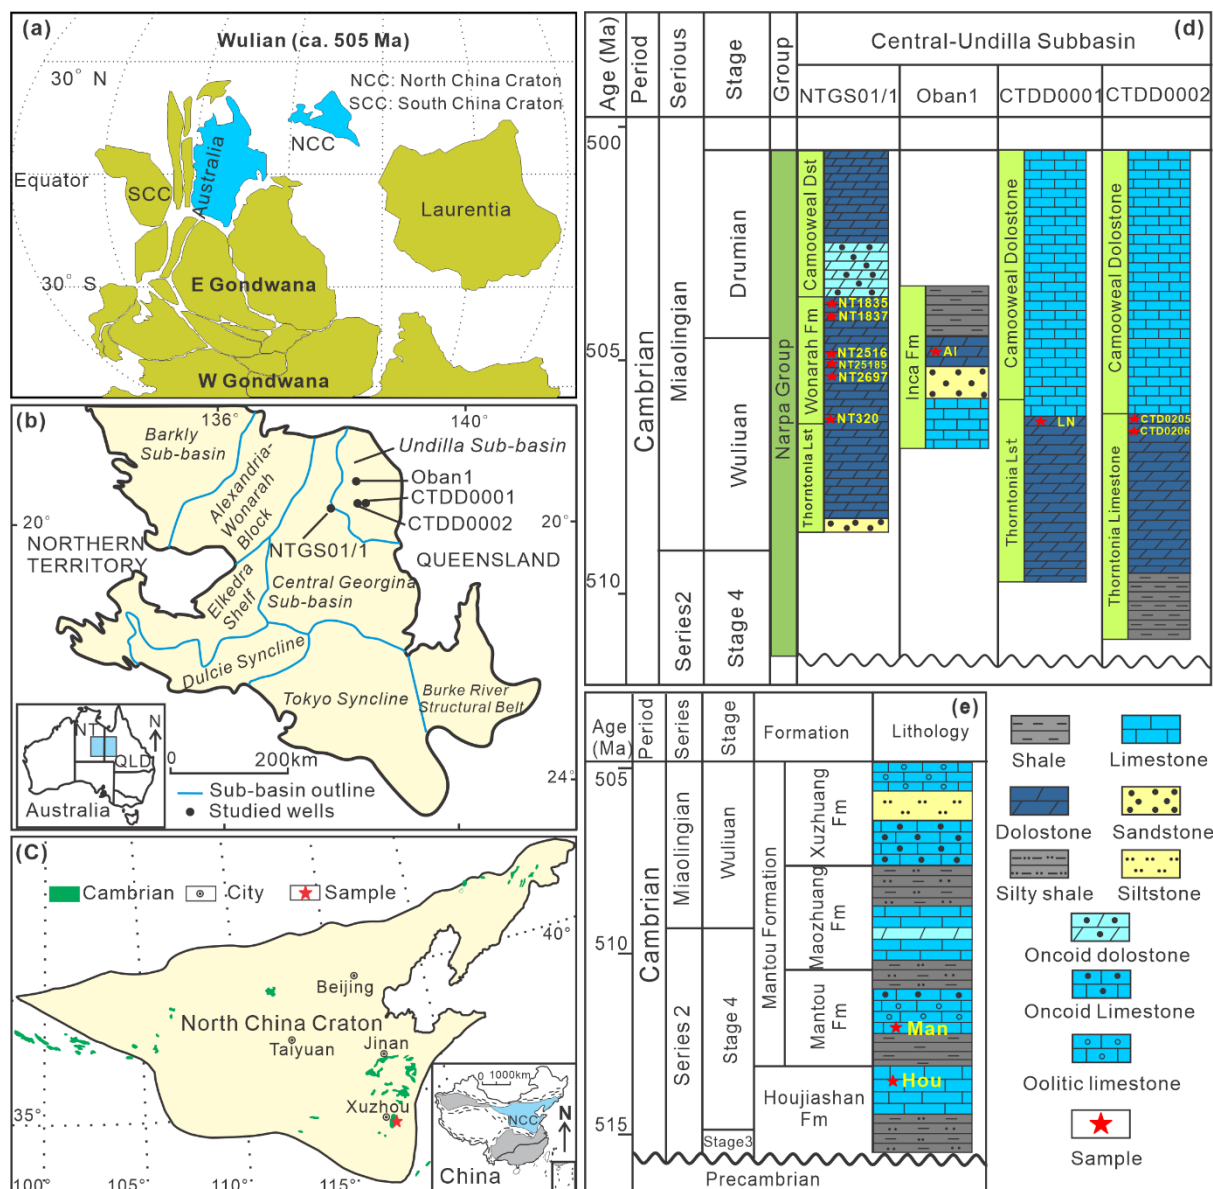 (a)
Wulian (ca. 505 Ma)
30° N
NCC: North China Craton
SCC: South China Craton
NCC
Equator
SCC
Australia
Laurentia
30° S
E Gondwana
W Gondwana
(b)
136°
140°
Barkly
Sub-basin
Undilla Sub-basin
Alexandria-
Wonarah
Block
Oban1
CTDD0001
CTDD0002
20°
20°
NORTHERN
TERRITORY
NTGS01/1
QUEENSLAND
Elkedra
Shelf
Central Georgina
Sub-basin
Dulcie Syncline
Tokyo Syncline
Burke River
Structural Belt
NT
QLD
N
Australia
0
200km
24°
Sub-basin outline
Studied wells
(C)
Cambrian
City
Sample
40°
Beijing
North China Craton
Taiyuan
Jinan
Xuzhou
35°
0 1000km
NCC
N
China
100°
105°
110°
115°
(d)
Age (Ma)
Period
Serious
Stage
Group
Central-Undilla Subbasin
NTGS01/1
Oban1
CTDD0001
CTDD0002
500
505
510
Cambrian
Miaolingian
Series2
Drumian
Wuliuan
Stage 4
Narpa Group
Camooweal Dst
Wonarah Fm
Thorntonia Lst
NT1835
NT1837
NT2516
NT25185
NT2697
NT320
Inca Fm
AI
Camooweal Dolostone
Thorntonia Lst
LN
Camooweal Dolostone
Thorntonia Limestone
CTD0205
CTD0206
(e)
Age
(Ma)
Period
Series
Stage
Formation
Lithology
505
510
515
Cambrian
Miaolingian
Series 2
Wuliuan
Stage 4
Stage3
Mantou Formation
Xuzhuang
Fm
Maozhuang
Fm
Mantou
Fm
Houjiashan
Fm
Man
Hou
Precambrian
Shale
Limestone
Dolostone
Sandstone
Silty shale
Siltstone
Oncoid dolostone
Oncoid Limestone
Oolitic limestone
Sample